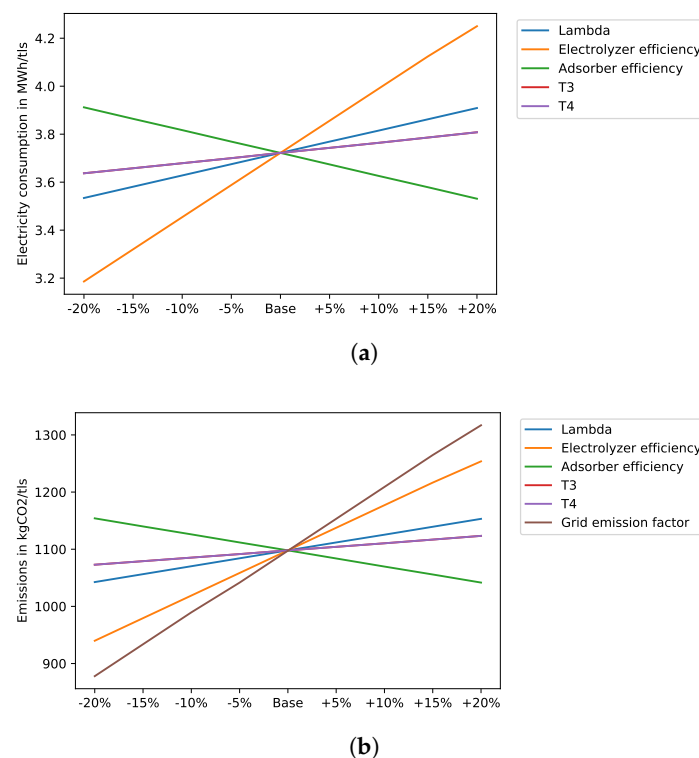 Electricity consumption in MWh/tls
4.2
4.0
3.8
3.6
3.4
3.2
-20% -15% -10% -5% Base +5% +10% +15% +20%
Lambda
Electrolyzer efficiency
Adsorber efficiency
T3
T4
(a)
Emissions in kgCO2/tls
1300
1200
1100
1000
900
-20% -15% -10% -5% Base +5% +10% +15% +20%
Lambda
Electrolyzer efficiency
Adsorber efficiency
T3
T4
Grid emission factor
(b)